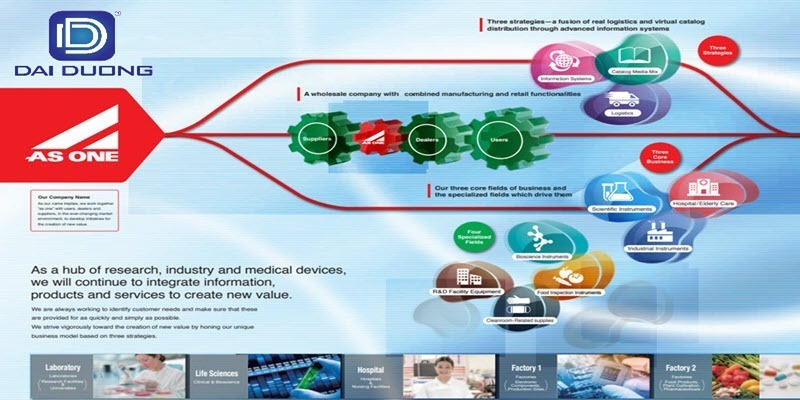 DAI DUONG
Three strategies—a fusion of real logistics and virtual catalog
distribution through advanced information systems
Three
Strategies
Information Systems
Catalog Media Mix
Logistics
A wholesale company with combined manufacturing and retail functionalities
AS ONE
Suppliers
AS ONE
Dealers
Users
Three
Core
Business
Our three core fields of business and
the specialized fields which drive them
Scientific Instruments
Hospital/Elderly Care
Industrial Instruments
Our Company Name
As our name implies, we work together
"as one" with users, dealers and
suppliers, in the ever-changing market
environment, to develop initiatives for
the creation of new value.
Four
Specialized
Fields
Bioscience Instruments
R&D Facility Equipment
Food Inspection Instruments
Cleanroom-Related supplies
As a hub of research, industry and medical devices,
we will continue to integrate information,
products and services to create new value.
We are always working to identify customer needs and make sure that these
are provided for as quickly and simply as possible.
We strive vigorously toward the creation of new value by honing our unique
business model based on three strategies.
Laboratory
Laboratories
Research Facilities
&
Universities
Life Sciences
Clinical & Bioscience
Hospital
Hospitals
&
Nursing Facilities
Factory 1
Factories
Electronic
Components
Production Sites
Factory 2
Factories
Food Products,
Plant Cultivation,
Pharmaceuticals